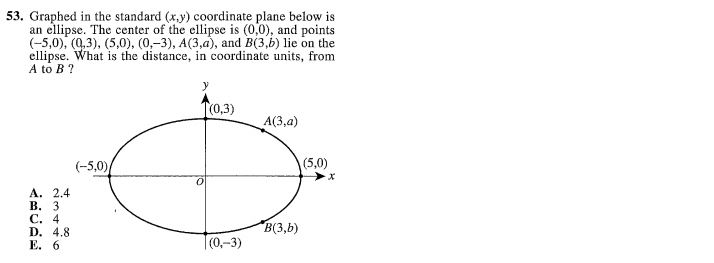 53. Graphed in the standard (x,y) coordinate plane below is
an ellipse. The center of the ellipse is (0,0), and points
(–5,0), (0,3), (5,0), (0,–3), A(3,a), and B(3,b) lie on the
ellipse. What is the distance, in coordinate units, from
A to B ?
y
(0,3)
A(3,a)
(–5,0)
(5,0)
O
x
A. 2.4
B. 3
C. 4
D. 4.8
E. 6
B(3,b)
(0,–3)